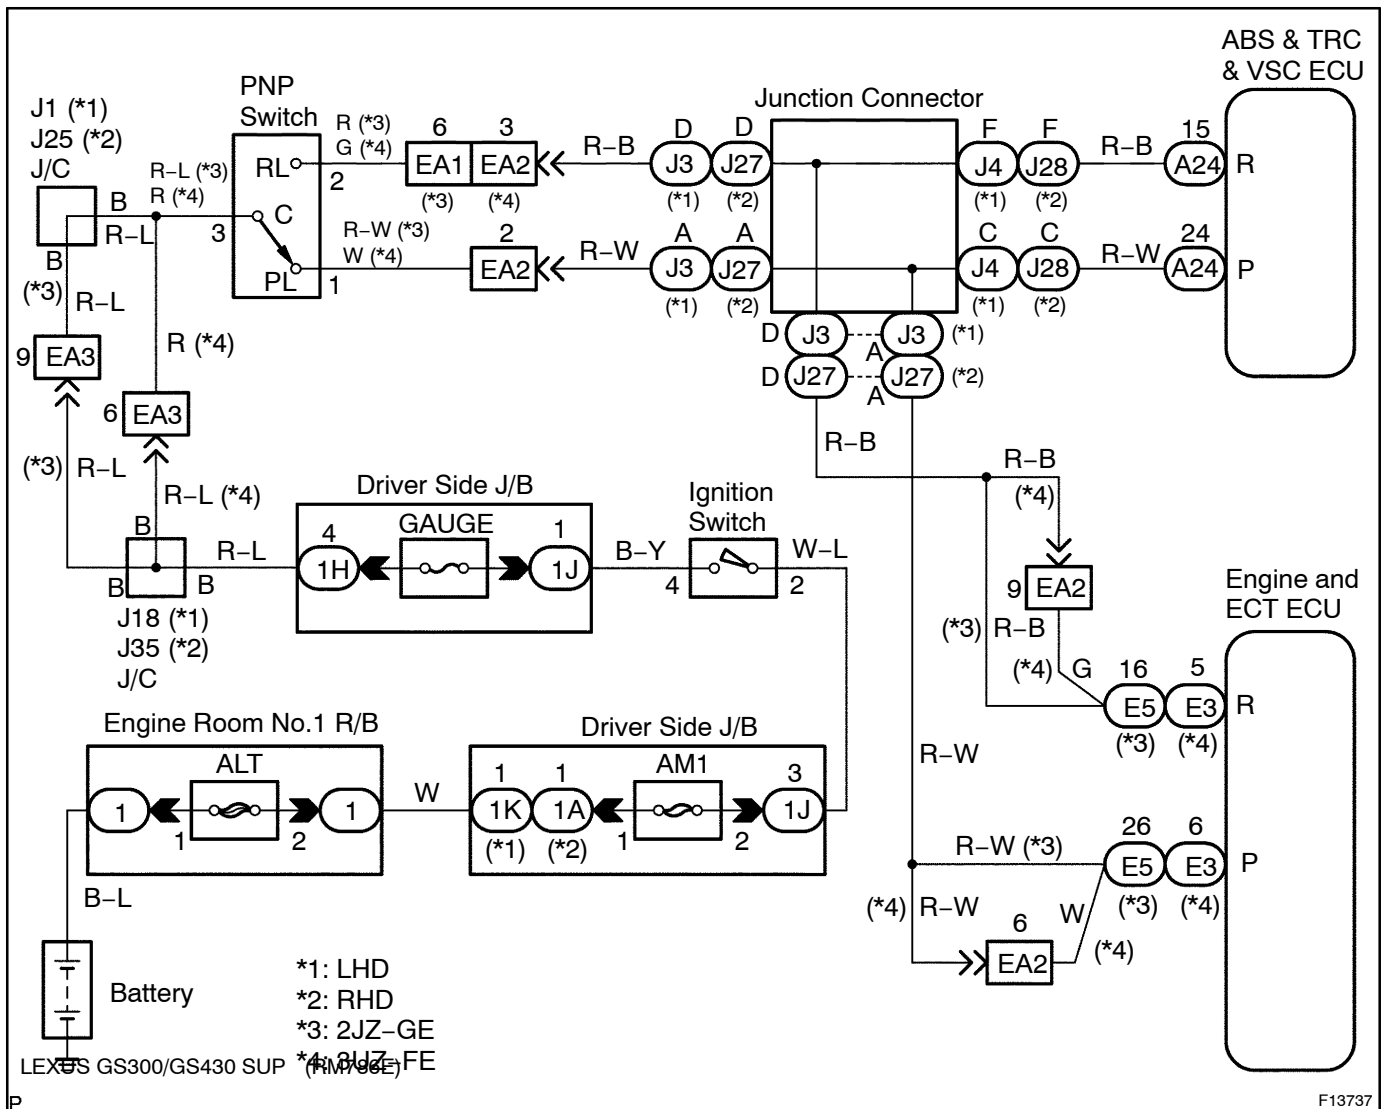 ABS & TRC
& VSC ECU
PNP
Switch
Junction Connector
J1 (*1)
J25 (*2)
J/C
R (*3)
G (*4)
6 3
EA1 EA2
(*3) (*4)
R-B
D D
J3 J27
(*1) (*2)
F F
J4 J28
(*1) (*2)
R-B
15
A24
R
R-L (*3)
R (*4)
RL
2
B
R-L
3
C
PL
1
R-W (*3)
W (*4)
2
EA2
R-W
A A
J3 J27
(*1) (*2)
C C
J4 J28
(*1) (*2)
R-W
24
A24
P
B
(*3)
R-L
9 EA3
R (*4)
6 EA3
D J3 A J3 (*1)
D J27 A J27 (*2)
(*3) R-L
R-L (*4)
R-B
R-B
(*4)
Driver Side J/B
Ignition
Switch
B
B B
R-L
4
1H
GAUGE
1
1J
B-Y
4 2
W-L
J18 (*1)
J35 (*2)
J/C
9 EA2
(*3) R-B
(*4) G
Engine and
ECT ECU
16 5
E5 E3
(*3) (*4)
R
Engine Room No.1 R/B
Driver Side J/B
1
ALT
1 2
1
W
1 1
1K 1A
(*1) (*2)
AM1
1 2
3
1J
R-W
R-W (*3)
26 6
E5 E3
(*3) (*4)
P
(*4) R-W
6
EA2
W
(*4)
B-L
Battery
*1: LHD
*2: RHD
*3: 2JZ-GE
*4: 3UZ-FE
LEXUS GS300/GS430 SUP (RM786E)
P
F13737